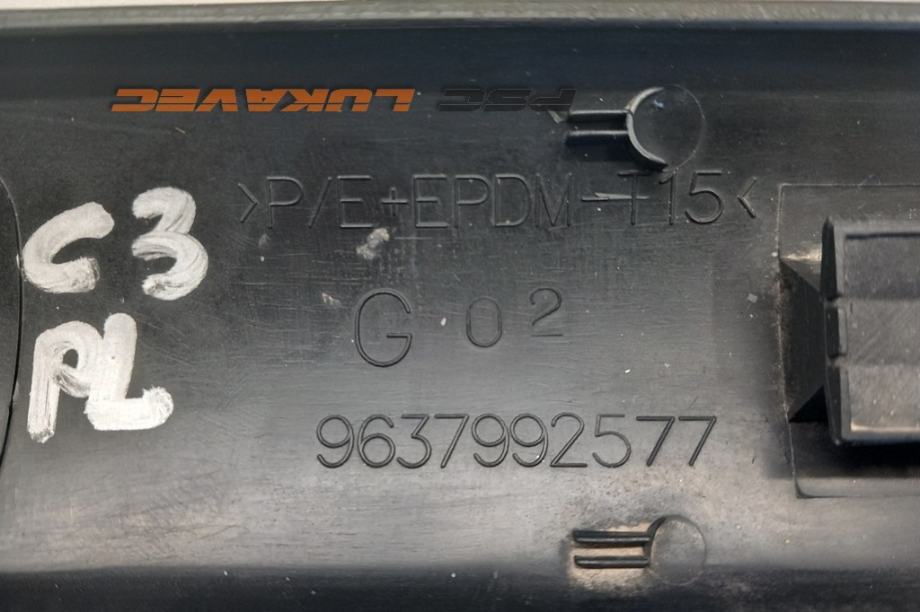 PSC LUKAVEC
>P/E+EPDM-T15<
C3
PL
G 02
9637992577